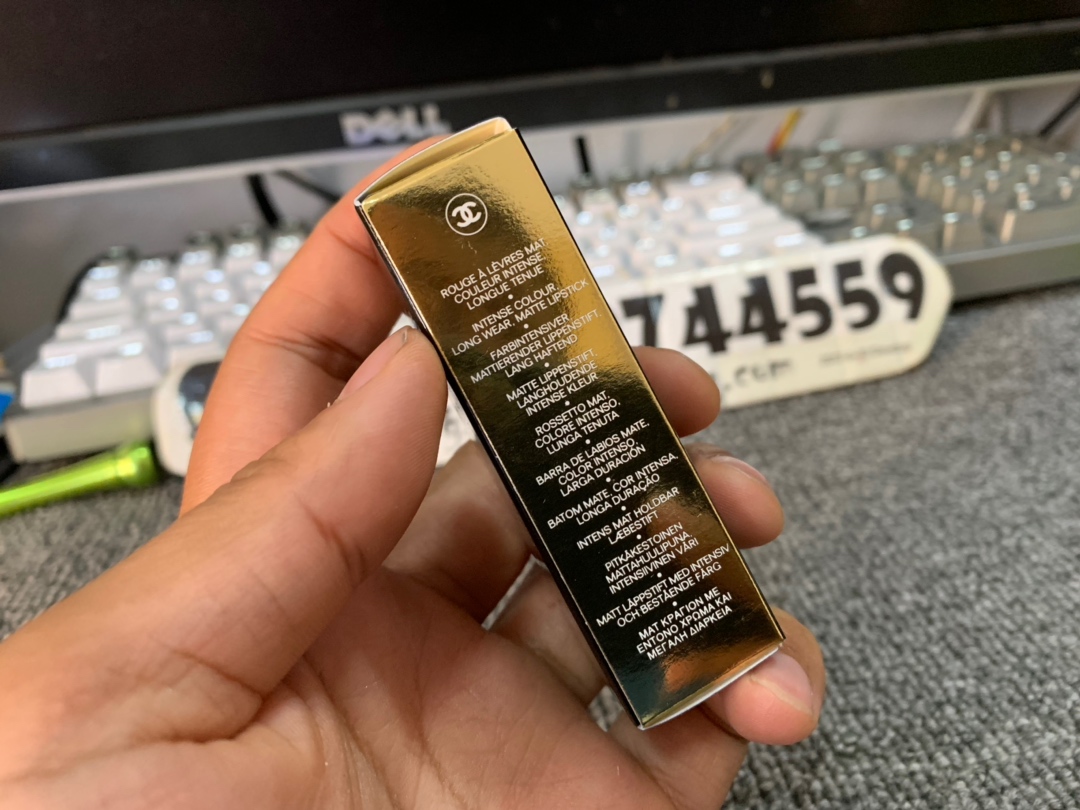 DELL
ROUGE À LÈVRES MAT
COULEUR INTENSE
LONGUE TENUE
INTENSE COLOUR,
LONG WEAR, MATTE LIPSTICK
FARBINTENSIVER
MATTIERENDER LIPPENSTIFT.
LANG HAFTEND
MATTE LIPPENSTIFT.
LANGHOUDENDE
INTENSE KLEUR
ROSSETTO MAT.
COLORE INTENSO.
LUNGA TENUTA
BARRA DE LABIOS MATE.
COLOR INTENSO.
LARGA DURACIÓN
BATOM MATE. COR INTENSA.
LONGA DURAÇÃO
INTENS MAT HOLDBAR
LÆBESTIFT
PITKÄKESTOINEN
MATTAHUULIPUNA
INTENSIIVINEN VÄRI
MATT LÄPPSTIFT MED INTENSIV
OCH BESTÅENDE FÄRG
ΜΑΤ ΚΡΑΓΙΟΝ ΜΕ
ΕΝΤΟΝΟ ΧΡΩΜΑ ΚΑΙ
ΜΕΓΑΛΗ ΔΙΑΡΚΕΙΑ
744559
.com